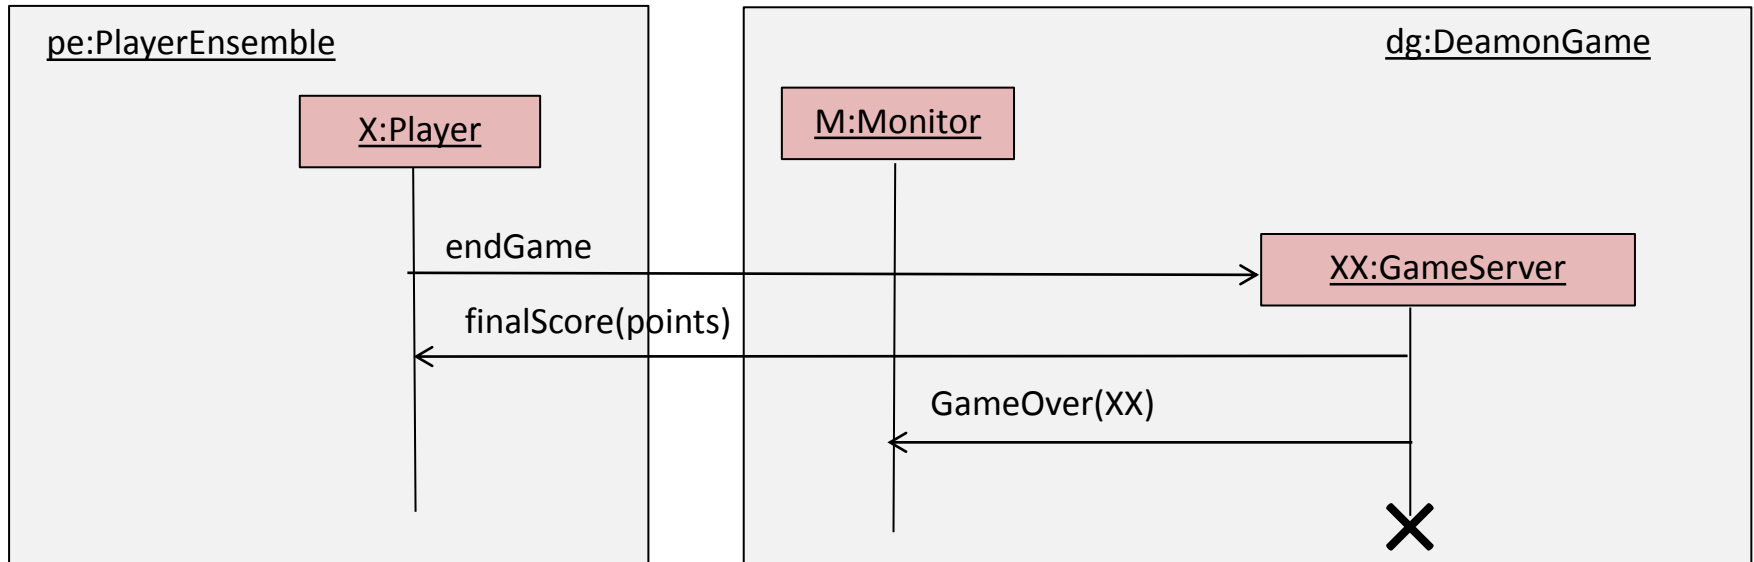 pe:PlayerEnsemble
dg:DeamonGame
X:Player
M:Monitor
endGame
XX:GameServer
finalScore(points)
GameOver(XX)